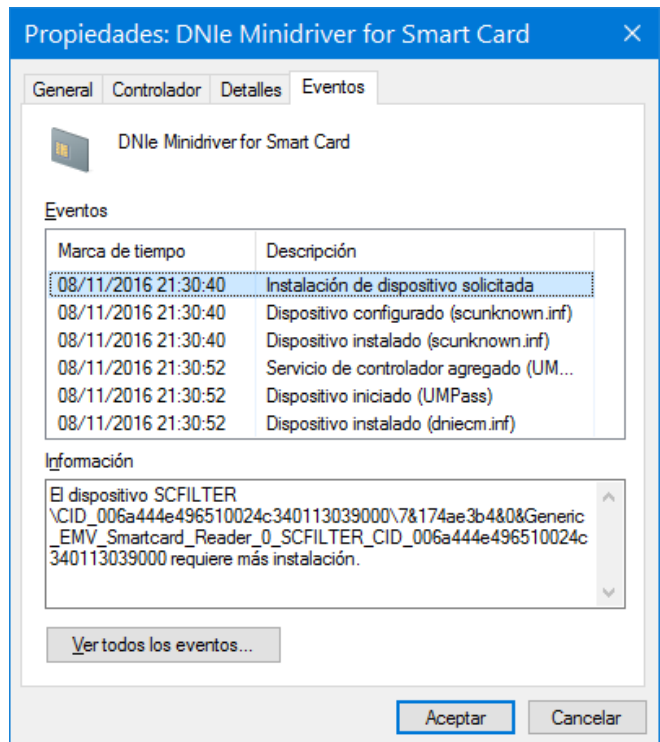 Propiedades: DNIe Minidriver for Smart Card
General Controlador Detalles Eventos
DNIe Minidriver for Smart Card
Eventos
Marca de tiempo Descripción
08/11/2016 21:30:40 Instalación de dispositivo solicitada
08/11/2016 21:30:40 Dispositivo configurado (scunknown.inf)
08/11/2016 21:30:40 Dispositivo instalado (scunknown.inf)
08/11/2016 21:30:52 Servicio de controlador agregado (UM...
08/11/2016 21:30:52 Dispositivo iniciado (UMPass)
08/11/2016 21:30:52 Dispositivo instalado (dniecm.inf)
Información
El dispositivo SCFILTER
\CID_006a444e496510024c340113039000\7&174ae3b4&0&Generic
_EMV_Smartcard_Reader_0_SCFILTER_CID_006a444e496510024c
340113039000 requiere más instalación.
Ver todos los eventos...
Aceptar Cancelar